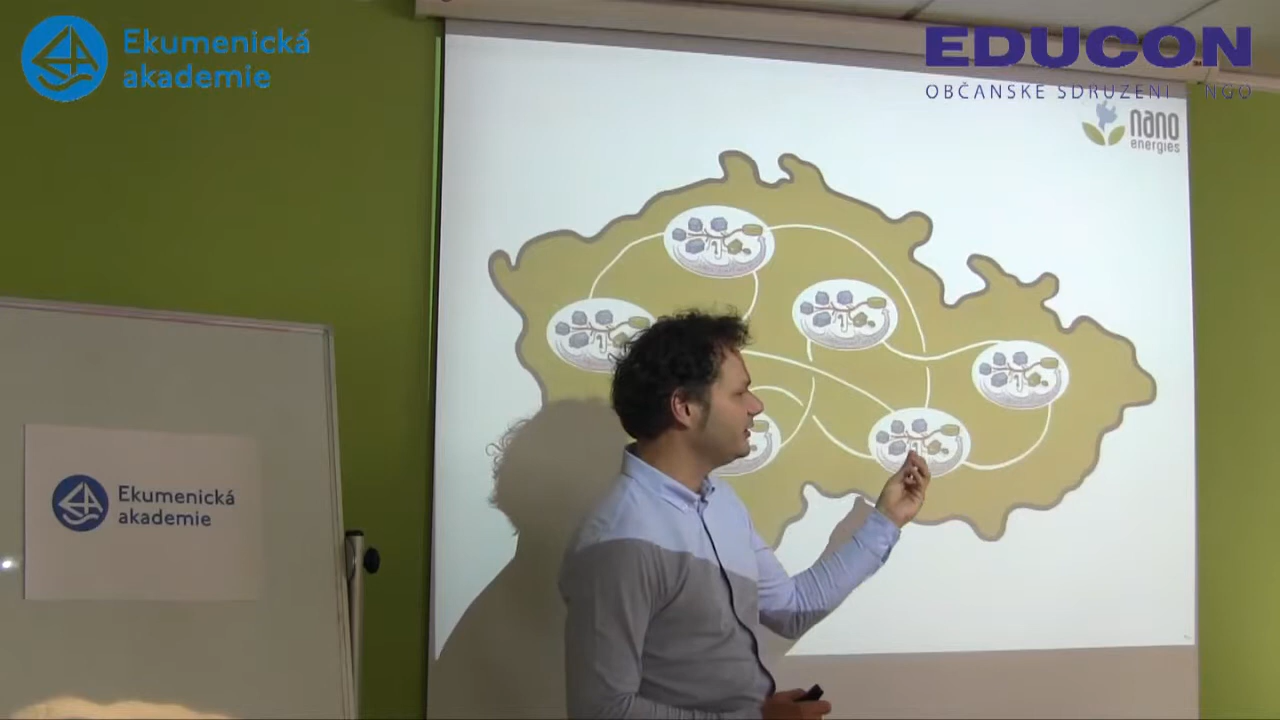 Ekumenická
akademie
EDUCON
OBČANSKÉ SDRUŽENÍ NGO
nano
energies
Ekumenická
akademie